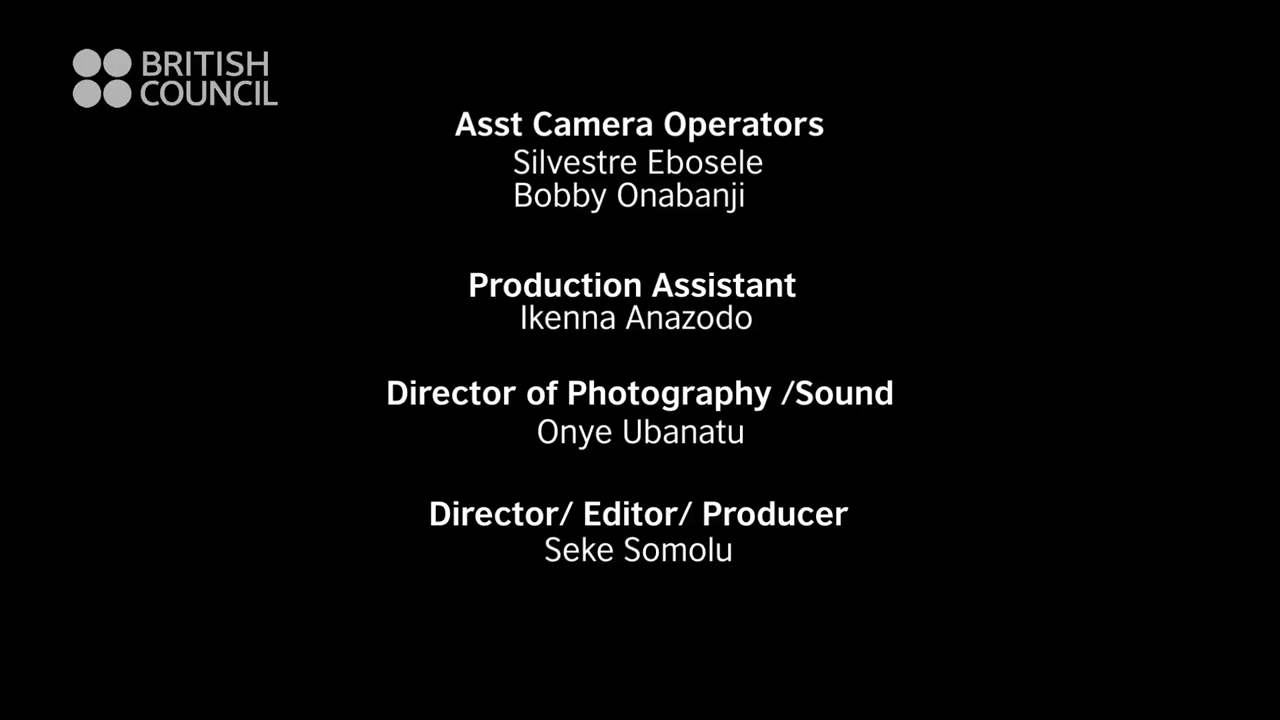 BRITISH
COUNCIL
Asst Camera Operators
Silvestre Ebosele
Bobby Onabanji
Production Assistant
Ikenna Anazodo
Director of Photography /Sound
Onye Ubanatu
Director/ Editor/ Producer
Seke Somolu